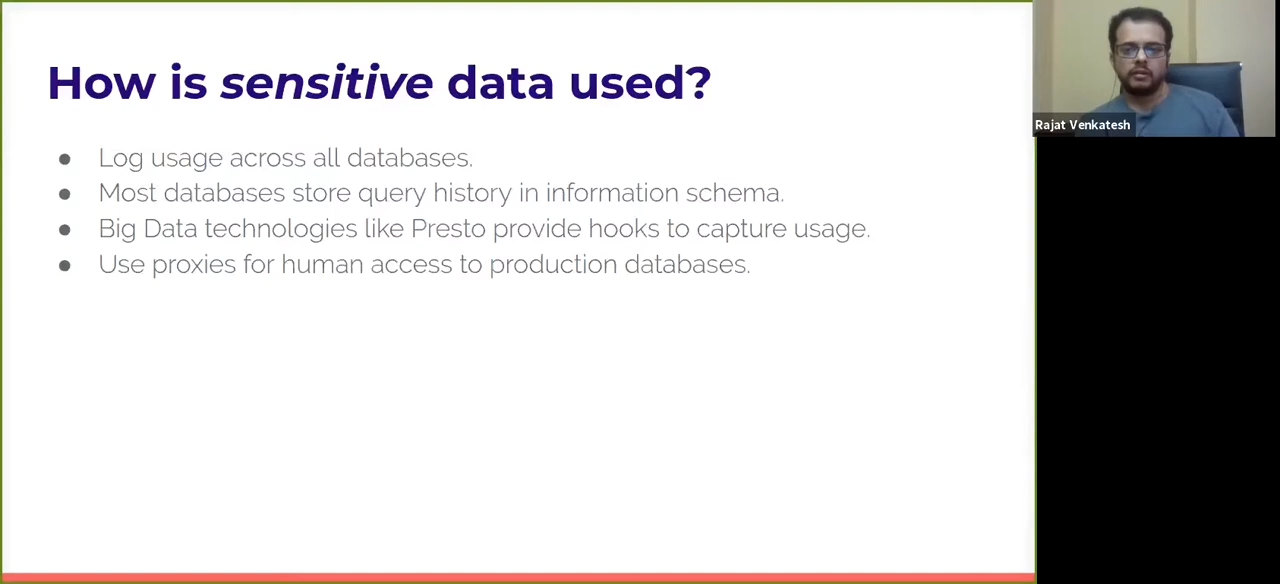 How is sensitive data used?
● Log usage across all databases.
● Most databases store query history in information schema.
● Big Data technologies like Presto provide hooks to capture usage.
● Use proxies for human access to production databases.
Rajat Venkatesh